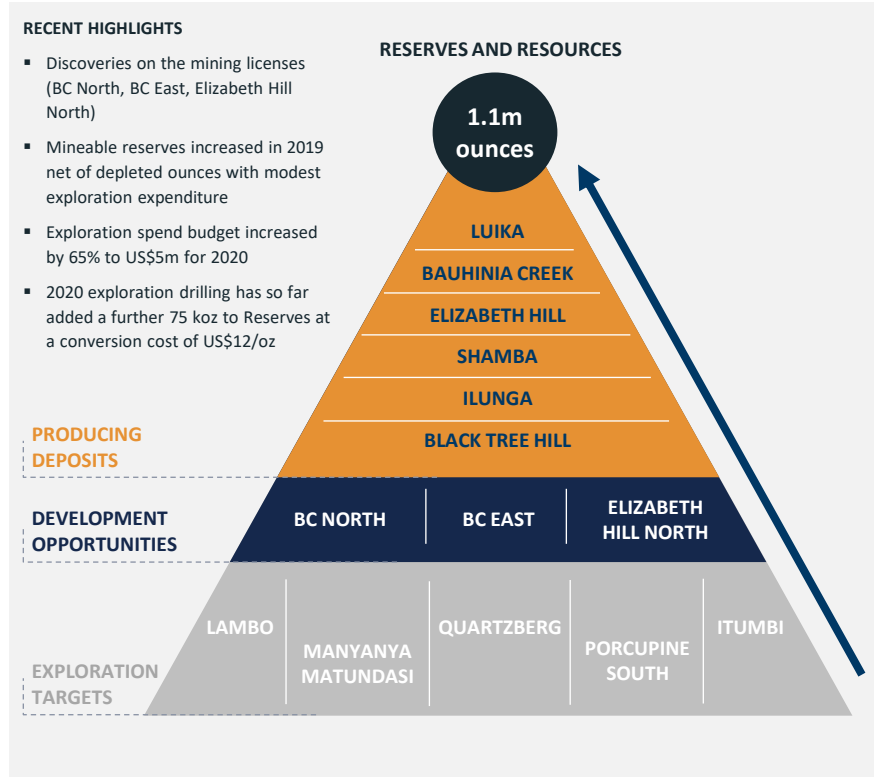 RECENT HIGHLIGHTS
▪ Discoveries on the mining licenses
(BC North, BC East, Elizabeth Hill
North)
▪ Mineable reserves increased in 2019
net of depleted ounces with modest
exploration expenditure
▪ Exploration spend budget increased
by 65% to US$5m for 2020
▪ 2020 exploration drilling has so far
added a further 75 koz to Reserves at
a conversion cost of US$12/oz
RESERVES AND RESOURCES
1.1m
ounces
LUIKA
BAUHINIA CREEK
ELIZABETH HILL
SHAMBA
ILUNGA
BLACK TREE HILL
PRODUCING
DEPOSITS
DEVELOPMENT
OPPORTUNITIES
BC NORTH
BC EAST
ELIZABETH
HILL NORTH
EXPLORATION
TARGETS
LAMBO
MANYANYA
MATUNDASI
QUARTZBERG
PORCUPINE
SOUTH
ITUMBI